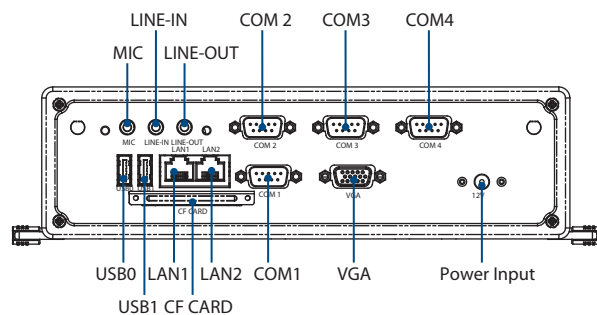 LINE-IN COM 2 COM3 COM4
MIC LINE-OUT
MIC LINE-IN LINE-OUT
COM 2 COM 3 COM 4
LAN1 LAN2
COM 1 VGA 12V
CF CARD
USB0 LAN1 LAN2 COM1 VGA Power Input
USB1 CF CARD